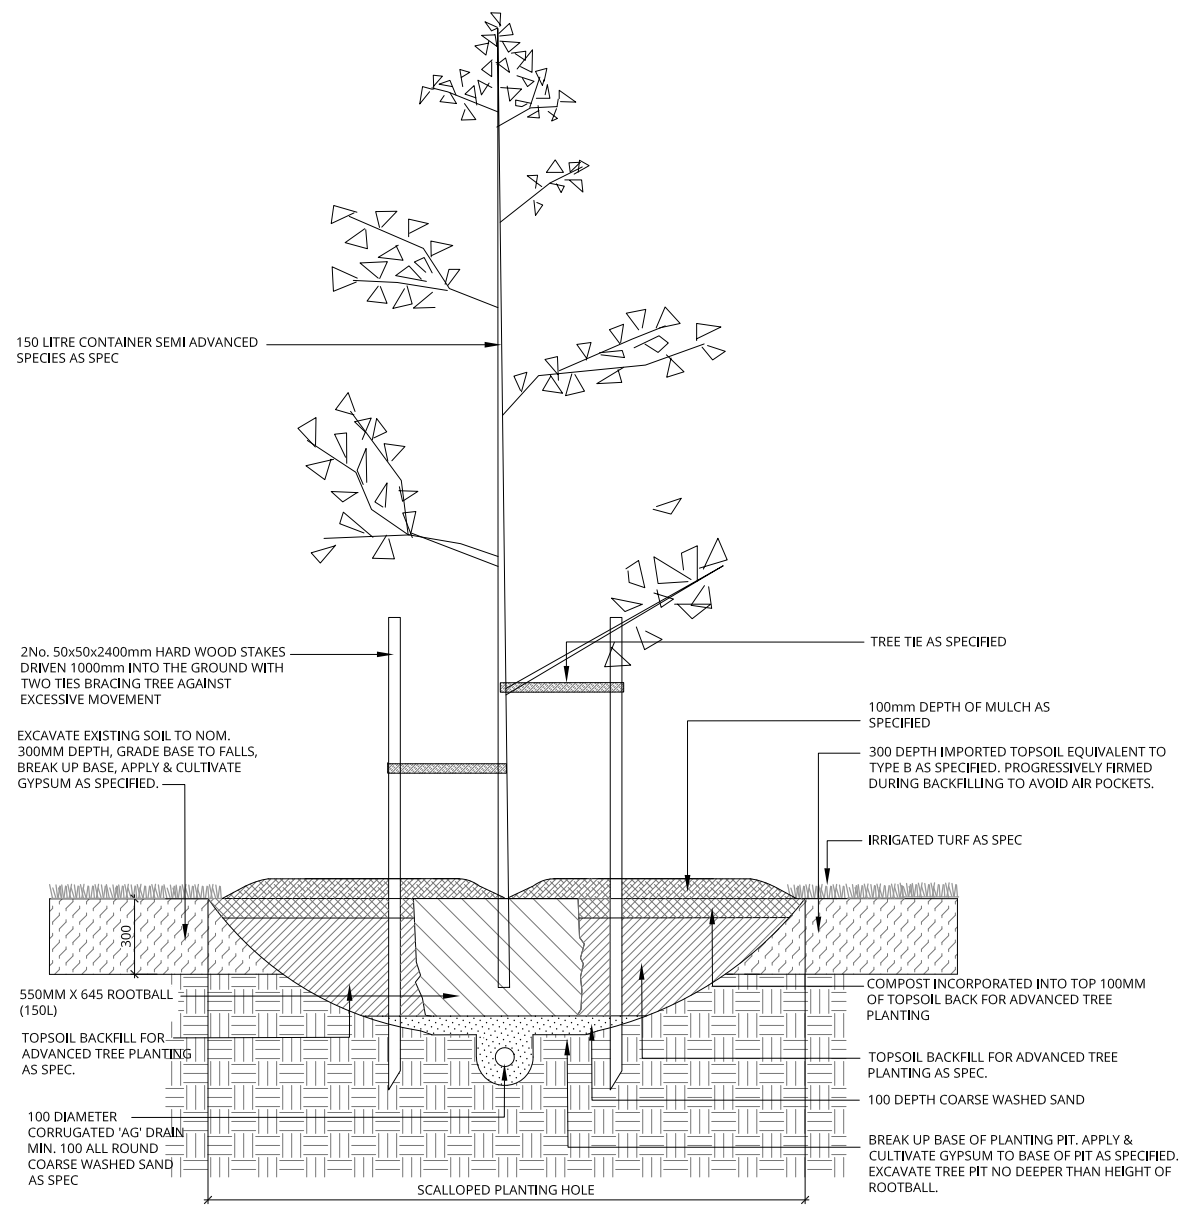 150 LITRE CONTAINER SEMI ADVANCED
SPECIES AS SPEC
2No. 50x50x2400mm HARD WOOD STAKES
DRIVEN 1000mm INTO THE GROUND WITH
TWO TIES BRACING TREE AGAINST
EXCESSIVE MOVEMENT
EXCAVATE EXISTING SOIL TO NOM.
300MM DEPTH, GRADE BASE TO FALLS,
BREAK UP BASE, APPLY & CULTIVATE
GYPSUM AS SPECIFIED.
300
550MM X 645 ROOTBALL
(150L)
TOPSOIL BACKFILL FOR
ADVANCED TREE PLANTING
AS SPEC.
100 DIAMETER
CORRUGATED 'AG' DRAIN
MIN. 100 ALL ROUND
COARSE WASHED SAND
AS SPEC
SCALLOPED PLANTING HOLE
TREE TIE AS SPECIFIED
100mm DEPTH OF MULCH AS
SPECIFIED
300 DEPTH IMPORTED TOPSOIL EQUIVALENT TO
TYPE B AS SPECIFIED. PROGRESSIVELY FIRMED
DURING BACKFILLING TO AVOID AIR POCKETS.
IRRIGATED TURF AS SPEC
COMPOST INCORPORATED INTO TOP 100MM
OF TOPSOIL BACK FOR ADVANCED TREE
PLANTING
TOPSOIL BACKFILL FOR ADVANCED TREE
PLANTING AS SPEC.
100 DEPTH COARSE WASHED SAND
BREAK UP BASE OF PLANTING PIT. APPLY &
CULTIVATE GYPSUM TO BASE OF PIT AS SPECIFIED.
EXCAVATE TREE PIT NO DEEPER THAN HEIGHT OF
ROOTBALL.